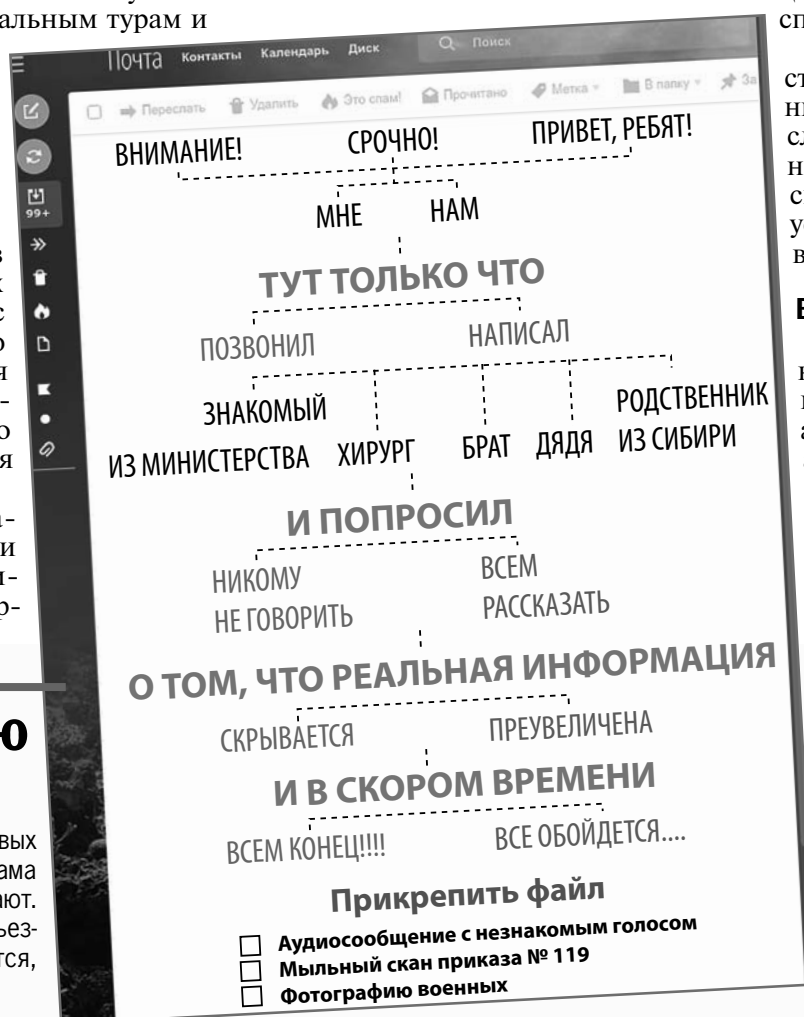 альным турам и
Почта Контакты Календарь Диск Поиск
Переслать Удалить Это спам! Прочитано Метка В папку За
99+
ВНИМАНИЕ! СРОЧНО! ПРИВЕТ, РЕБЯТ!
МНЕ НАМ
ТУТ ТОЛЬКО ЧТО
ПОЗВОНИЛ НАПИСАЛ
ЗНАКОМЫЙ
ИЗ МИНИСТЕРСТВА ХИРУРГ БРАТ ДЯДЯ РОДСТВЕННИК
ИЗ СИБИРИ
И ПОПРОСИЛ
НИКОМУ
НЕ ГОВОРИТЬ
ВСЕМ
РАССКАЗАТЬ
О ТОМ, ЧТО РЕАЛЬНАЯ ИНФОРМАЦИЯ
СКРЫВАЕТСЯ ПРЕУВЕЛИЧЕНА
И В СКОРОМ ВРЕМЕНИ
ВСЕМ КОНЕЦ!!!! ВСЕ ОБОЙДЕТСЯ....
Прикрепить файл
Аудиосообщение с незнакомым голосом
Мыльный скан приказа № 119
Фотографию военных